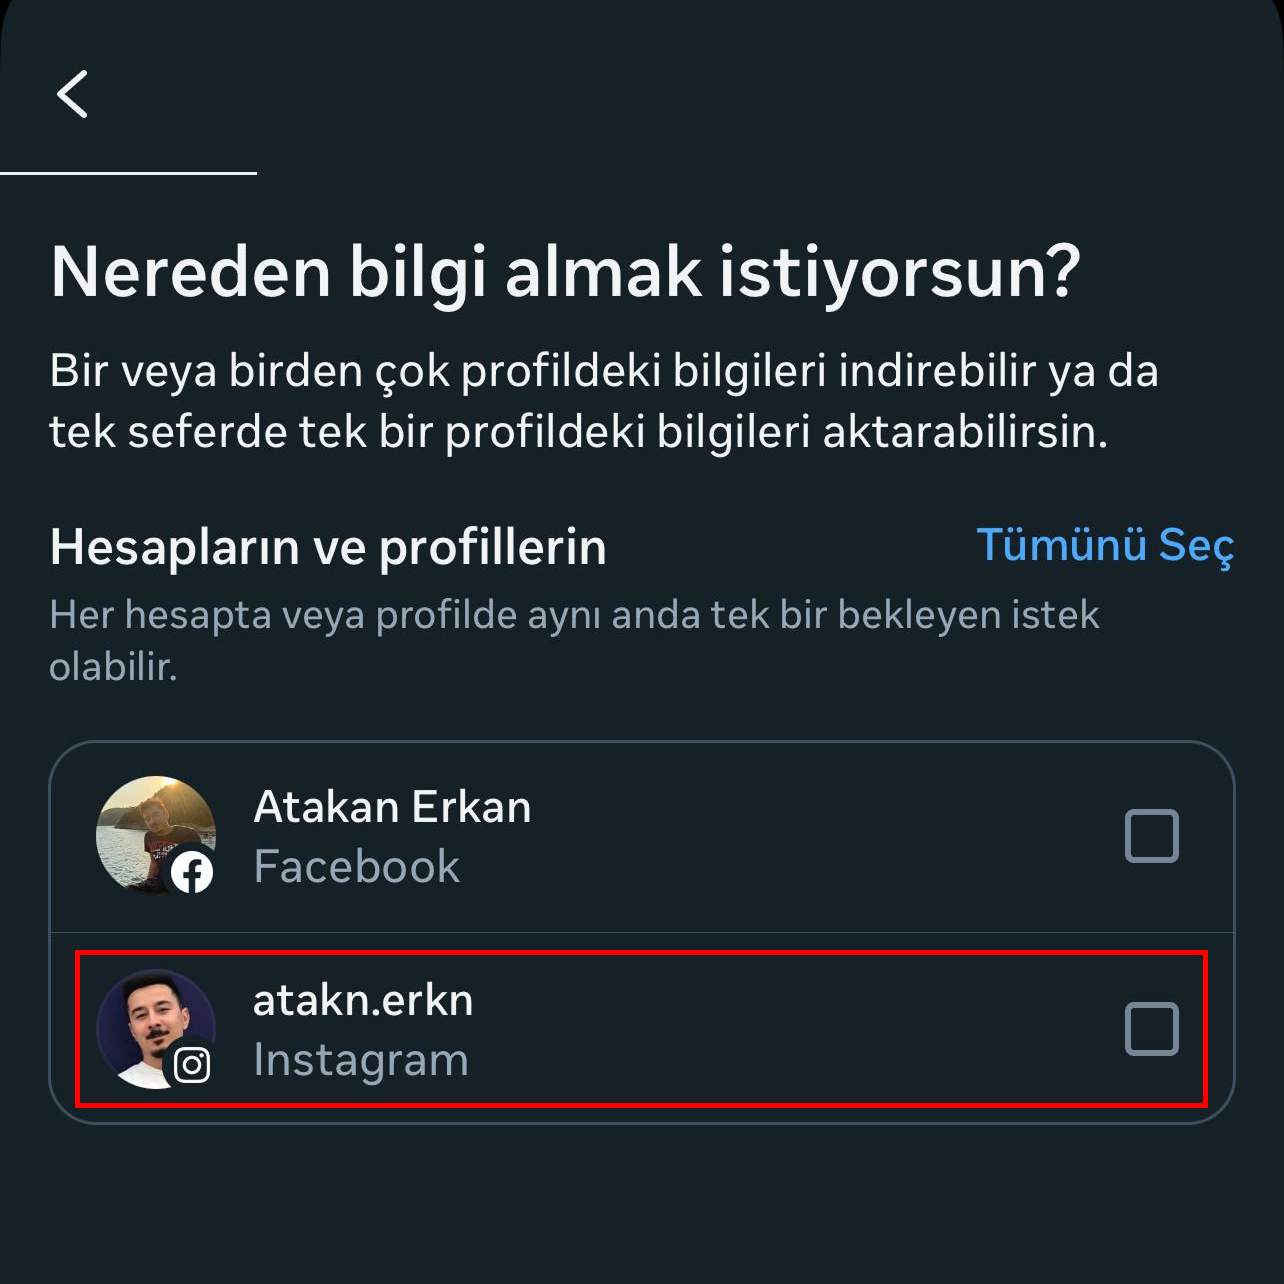 Nereden bilgi almak istiyorsun?
Bir veya birden çok profildeki bilgileri indirebilir ya da
tek seferde tek bir profildeki bilgileri aktarabilirsin.
Hesapların ve profillerin
Tümünü Seç
Her hesapta veya profilde aynı anda tek bir bekleyen istek
olabilir.
Atakan Erkan
Facebook
atakn.erkn
Instagram